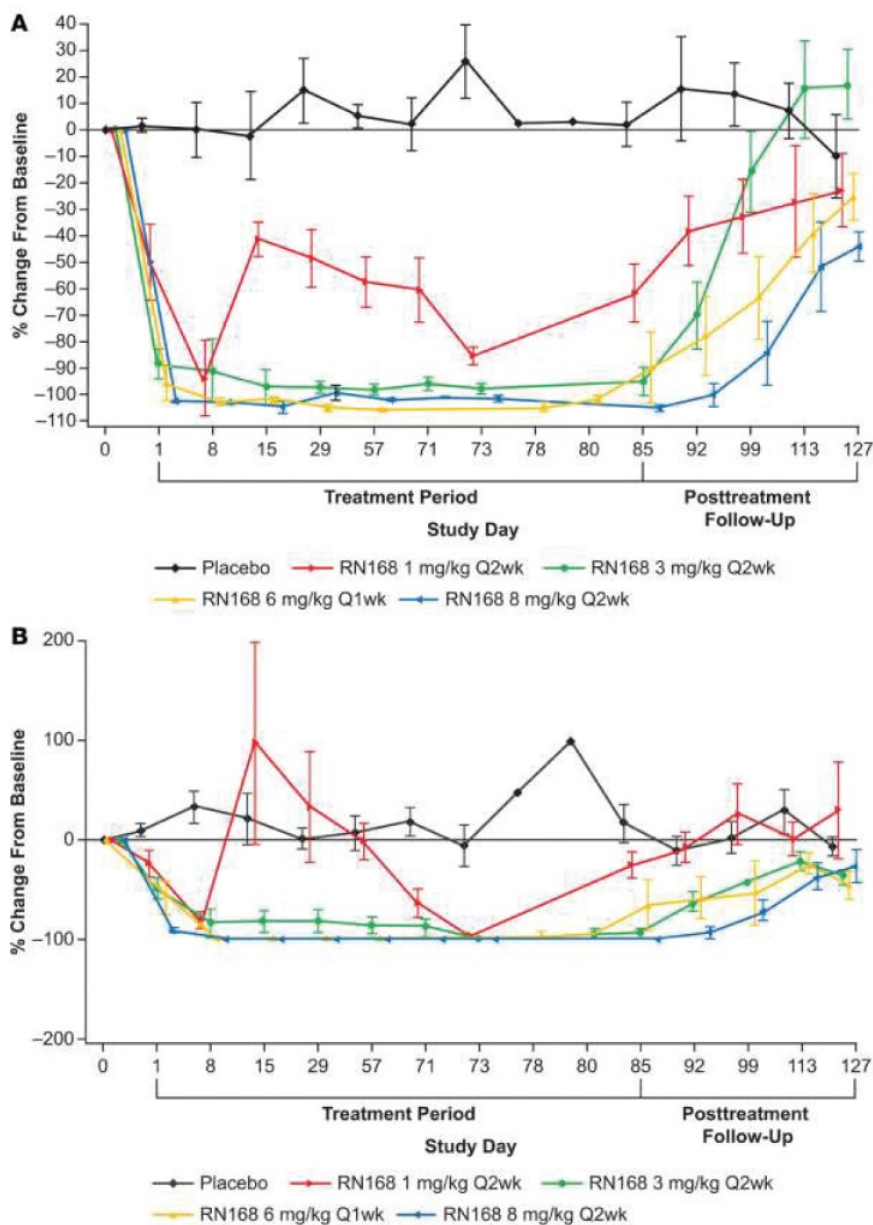 A
40
30
20
10
0
–10
–20
–30
–40
–50
–60
–70
–80
–90
–100
–110
% Change From Baseline
0 1 8 15 29 57 71 73 78 80 85 92 99 113 127
Treatment Period Posttreatment
Follow-Up
Study Day
Placebo RN168 1 mg/kg Q2wk RN168 3 mg/kg Q2wk
RN168 6 mg/kg Q1wk RN168 8 mg/kg Q2wk
B
200
100
0
–100
–200
% Change From Baseline
0 1 8 15 29 57 71 73 78 80 85 92 99 113 127
Treatment Period Posttreatment
Follow-Up
Study Day
Placebo RN168 1 mg/kg Q2wk RN168 3 mg/kg Q2wk
RN168 6 mg/kg Q1wk RN168 8 mg/kg Q2wk